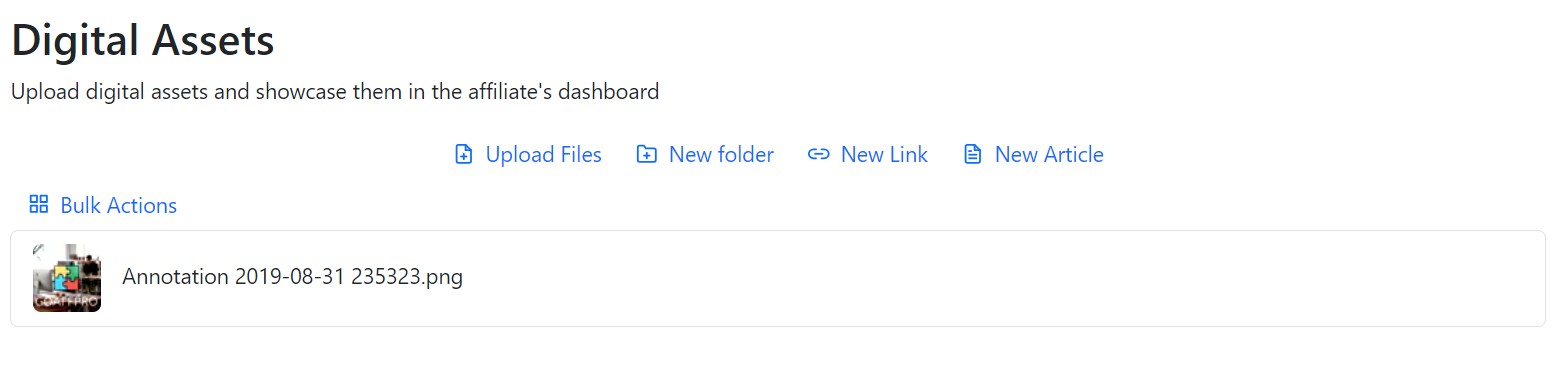 Digital Assets
Upload digital assets and showcase them in the affiliate's dashboard
Upload Files New folder New Link New Article
Bulk Actions
GOAFFPRO
Annotation 2019-08-31 235323.png